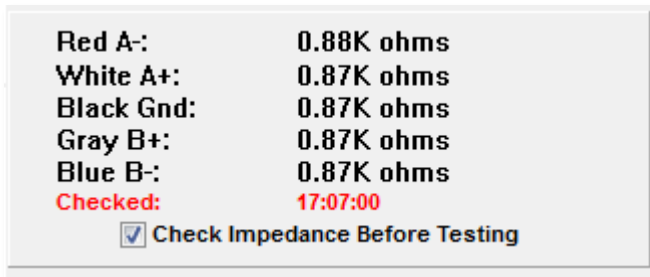 Red A-: 0.88K ohms
White A+: 0.87K ohms
Black Gnd: 0.87K ohms
Gray B+: 0.87K ohms
Blue B-: 0.87K ohms
Checked: 17:07:00
Check Impedance Before Testing